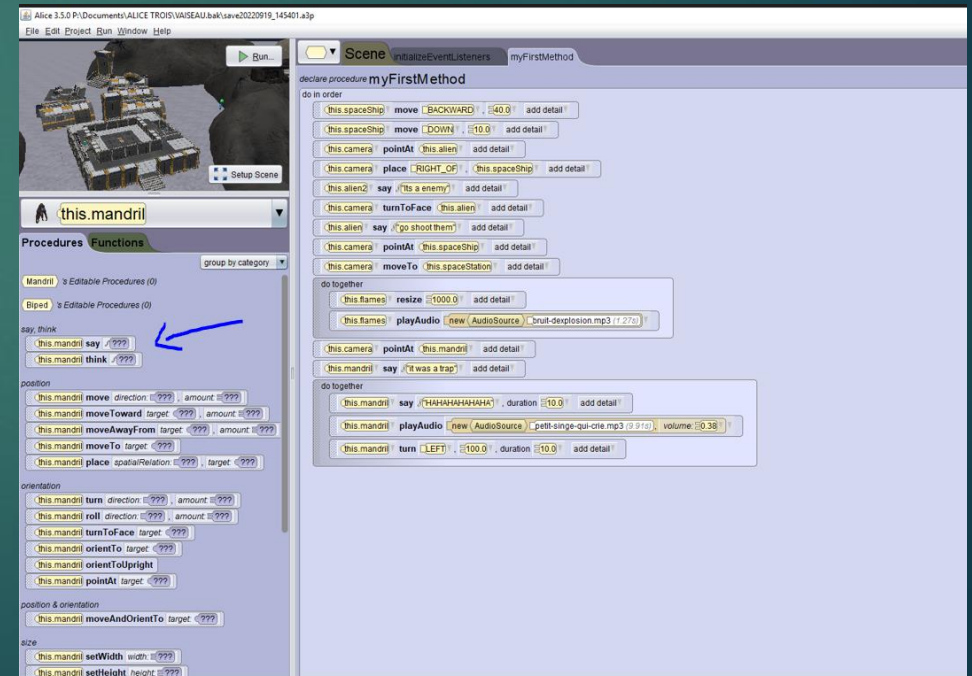 Alice 3.5.0 P:\Documents\ALICE TROIS\VAISEAU.bak\save20220919_145401.a3p
File Edit Project Run Window Help
Run...
Setup Scene
this.mandril
Procedures Functions
group by category
Mandril 's Editable Procedures (0)
Biped 's Editable Procedures (0)
say, think
this.mandril say ???
this.mandril think ???
position
this.mandril move direction: ??? , amount: ???
this.mandril moveToward target: ??? , amount: ???
this.mandril moveAwayFrom target: ??? , amount: ???
this.mandril moveTo target: ???
this.mandril place spatialRelation: ??? , target: ???
orientation
this.mandril turn direction: ??? , amount: ???
this.mandril roll direction: ??? , amount: ???
this.mandril turnToFace target: ???
this.mandril orientTo target: ???
this.mandril orientToUpright
this.mandril pointAt target: ???
position & orientation
this.mandril moveAndOrientTo target: ???
size
this.mandril setWidth width: ???
this.mandril setHeight height: ???
Scene initializeEventListeners myFirstMethod
declare procedure myFirstMethod
do in order
this.spaceShip move BACKWARD , 40.0 add detail
this.spaceShip move DOWN , 10.0 add detail
this.camera pointAt this.alien add detail
this.camera place RIGHT_OF , this.spaceShip add detail
this.alien2 say "Its a enemy" add detail
this.camera turnToFace this.alien add detail
this.alien say "go shoot them" add detail
this.camera pointAt this.spaceShip add detail
this.camera moveTo this.spaceStation add detail
do together
this.flames resize 1000.0 add detail
this.flames playAudio new AudioSource bruit-dexplosion.mp3 (1.27s)
this.camera pointAt this.mandril add detail
this.mandril say "it was a trap" add detail
do together
this.mandril say "HAHAHAHAHAHA" , duration 10.0 add detail
this.mandril playAudio new AudioSource petit-singe-qui-crie.mp3 (9.91s) , volume: 0.38
this.mandril turn LEFT , 100.0 , duration 10.0 add detail